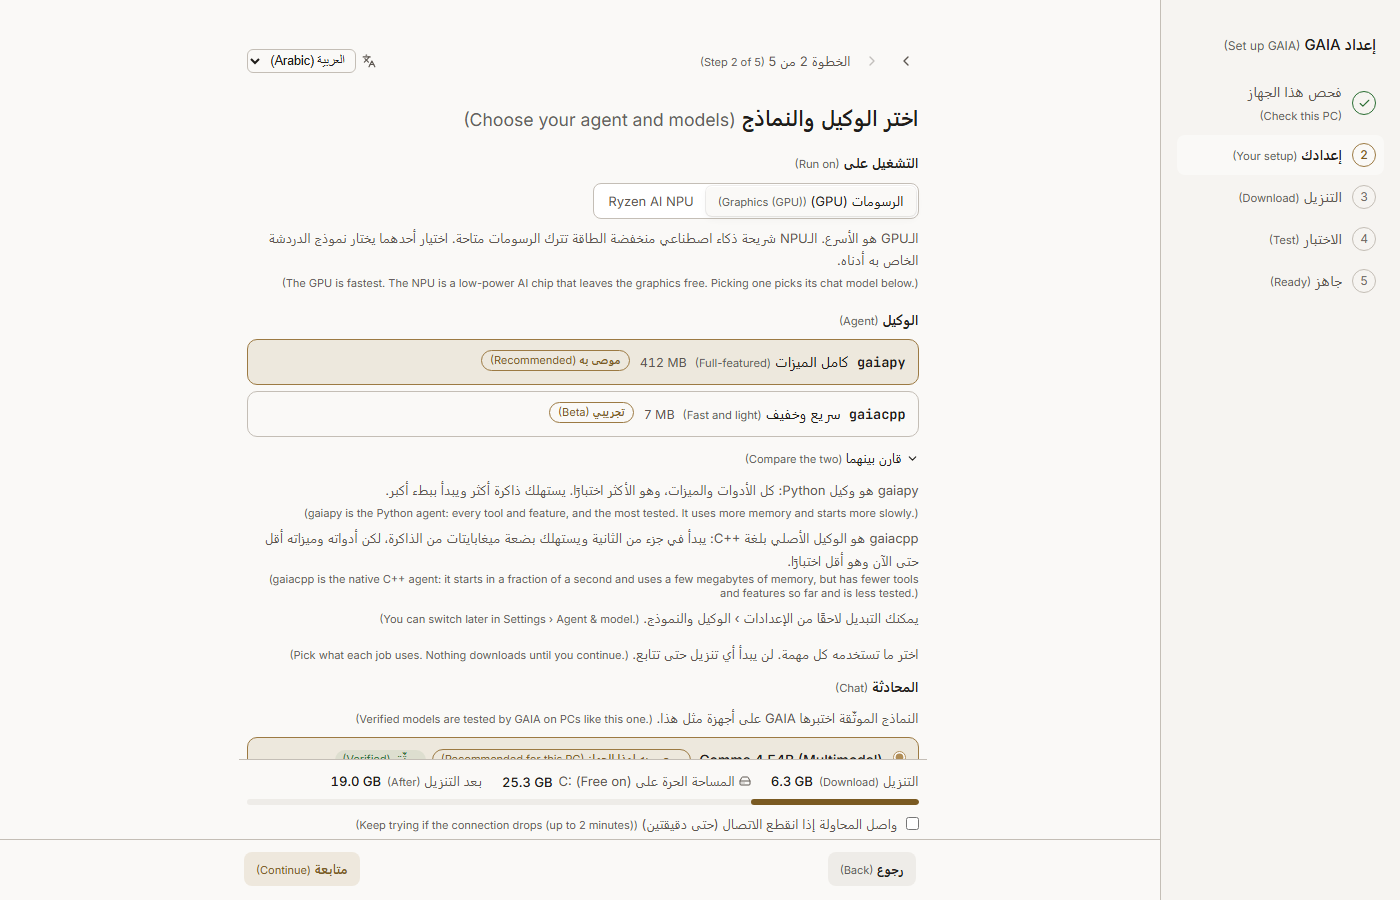 إعداد GAIA (Set up GAIA)
فحص هذا الجهاز
(Check this PC)
2 إعدادك (Your setup)
3 التنزيل (Download)
4 الاختبار (Test)
5 جاهز (Ready)
الخطوة 2 من 5 (Step 2 of 5)
العربية (Arabic)
اختر الوكيل والنماذج (Choose your agent and models)
التشغيل على (Run on)
الرسومات (GPU) (Graphics (GPU))
Ryzen AI NPU
الـGPU هو الأسرع. الـNPU شريحة ذكاء اصطناعي منخفضة الطاقة تترك الرسومات متاحة. اختيار أحدهما يختار نموذج الدردشة
الخاص به أدناه.
(The GPU is fastest. The NPU is a low-power AI chip that leaves the graphics free. Picking one picks its chat model below.)
الوكيل (Agent)
gaiapy كامل الميزات (Full-featured) 412 MB موصى به (Recommended)
gaiacpp سريع وخفيف (Fast and light) 7 MB تجريبي (Beta)
قارن بينهما (Compare the two)
gaiapy هو وكيل Python: كل الأدوات والميزات، وهو الأكثر اختبارًا. يستهلك ذاكرة أكثر ويبدأ ببطء أكبر.
(gaiapy is the Python agent: every tool and feature, and the most tested. It uses more memory and starts more slowly.)
gaiacpp هو الوكيل الأصلي بلغة C++: يبدأ في جزء من الثانية ويستهلك بضعة ميغابايتات من الذاكرة، لكن أدواته وميزاته أقل
حتى الآن وهو أقل اختبارًا.
(gaiacpp is the native C++ agent: it starts in a fraction of a second and uses a few megabytes of memory, but has fewer tools
and features so far and is less tested.)
يمكنك التبديل لاحقًا من الإعدادات › الوكيل والنموذج. (You can switch later in Settings › Agent & model.)
اختر ما تستخدمه كل مهمة. لن يبدأ أي تنزيل حتى تتابع. (Pick what each job uses. Nothing downloads until you continue.)
المحادثة (Chat)
النماذج الموثّقة اختبرها GAIA على أجهزة مثل هذا. (Verified models are tested by GAIA on PCs like this one.)
Gemma 4 E4B (Multimodal) (Recommended for this PC) (Verified)
التنزيل (Download) 6.3 GB
المساحة الحرة على C: (Free on) 25.3 GB
بعد التنزيل (After) 19.0 GB
واصل المحاولة إذا انقطع الاتصال (حتى دقيقتين) (Keep trying if the connection drops (up to 2 minutes))
رجوع (Back)
متابعة (Continue)